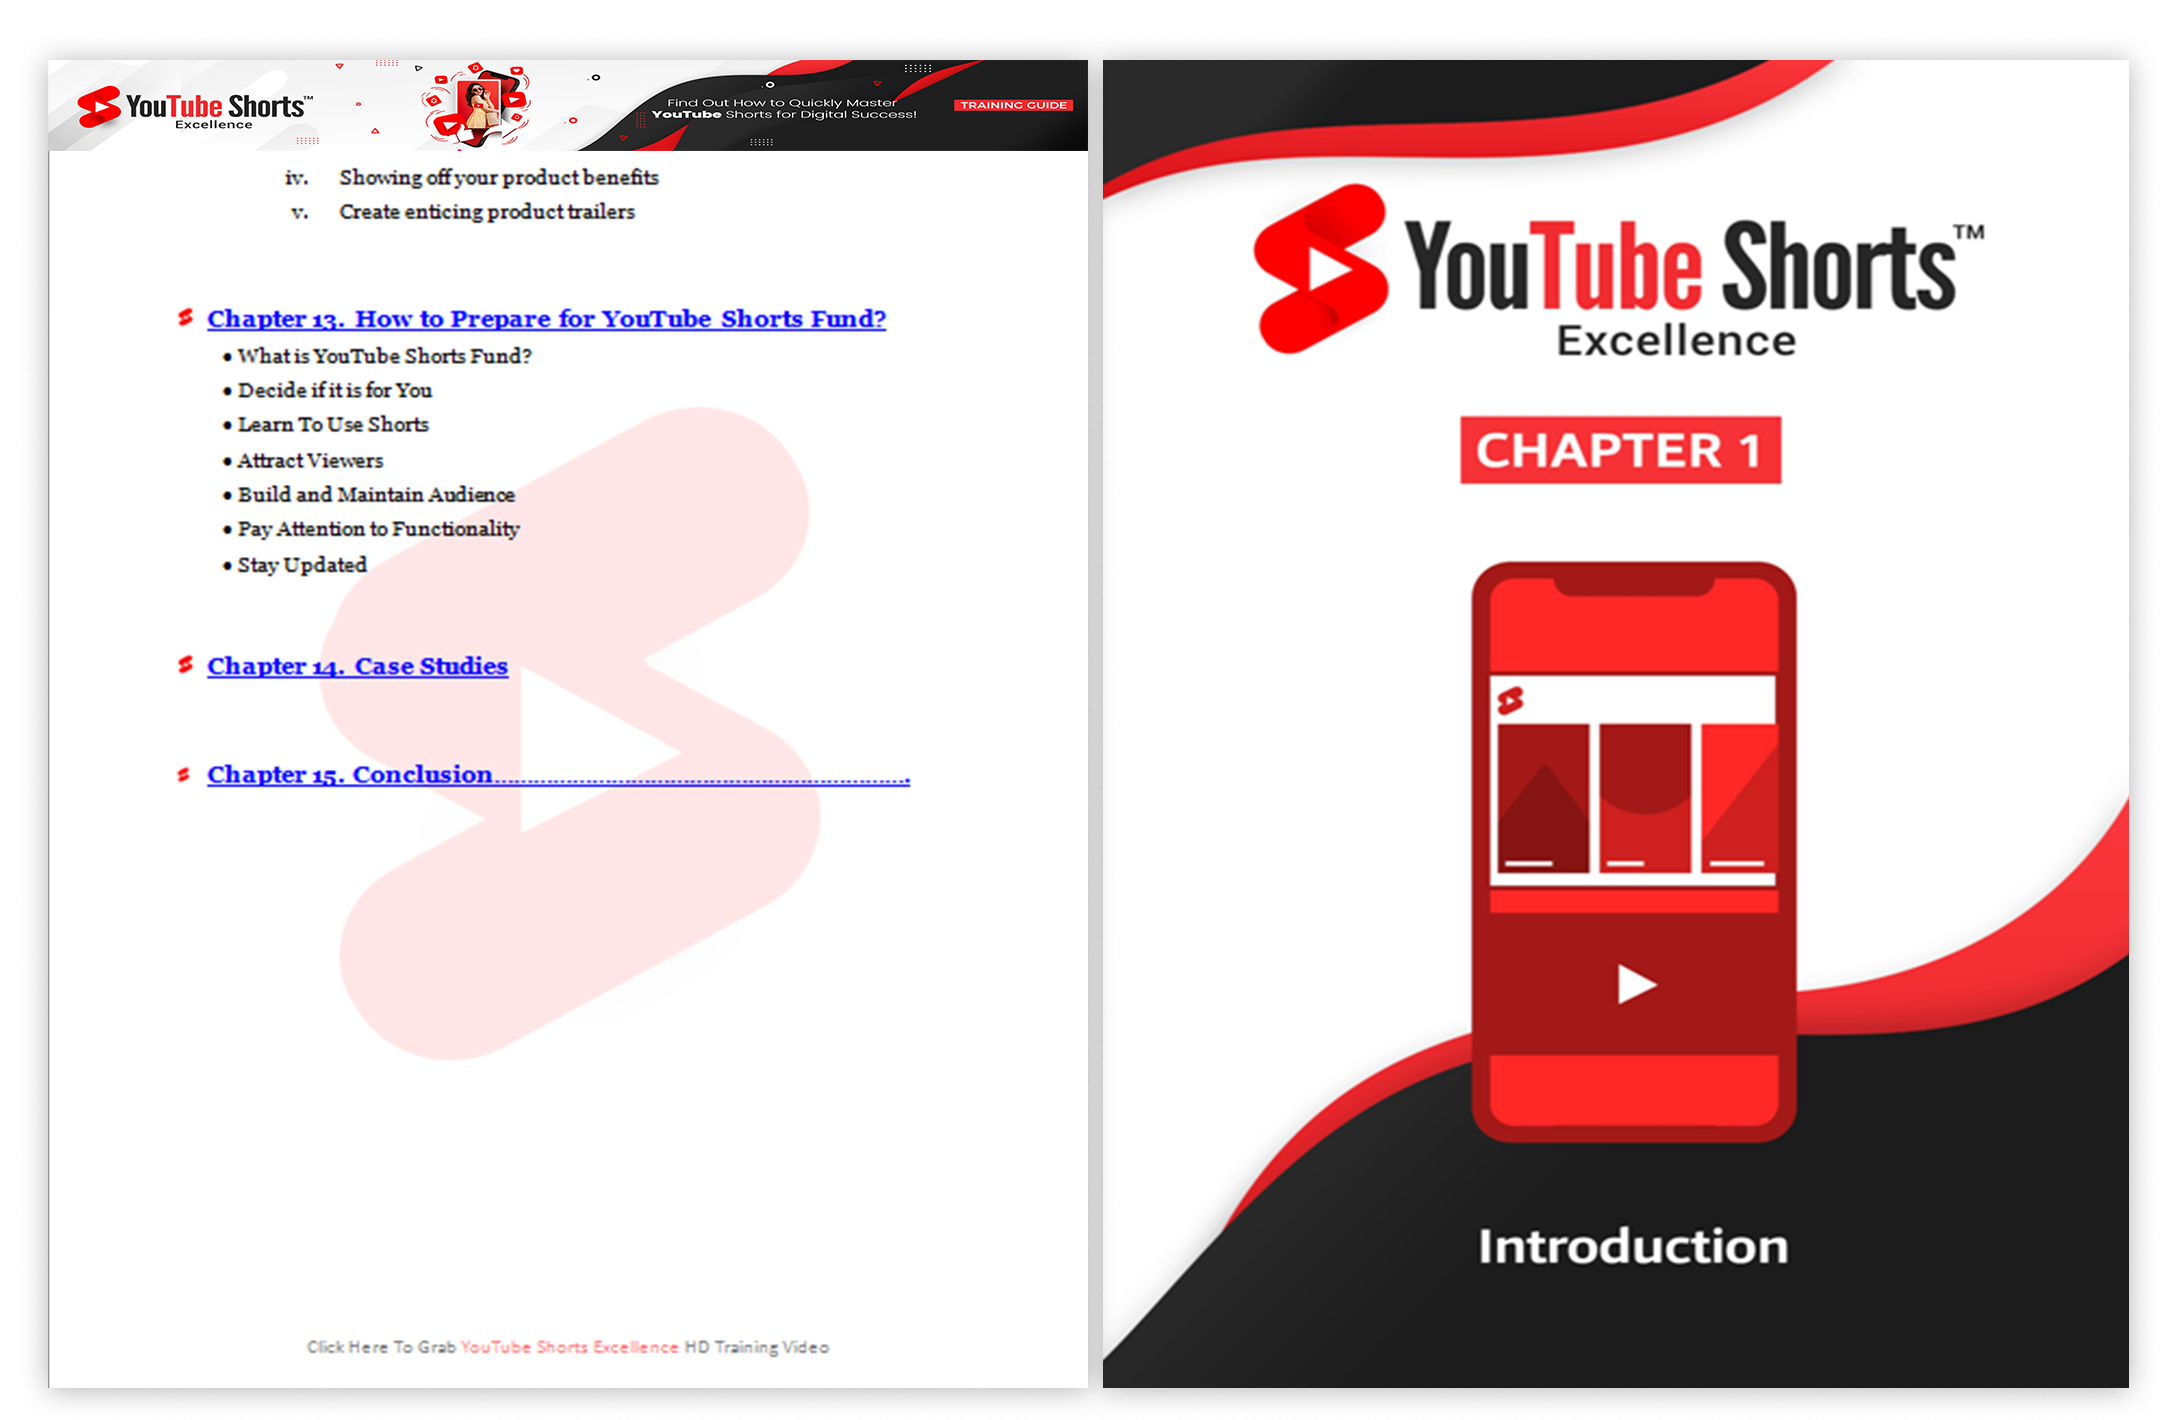 YouTube Shorts™
Excellence
Find Out How to Quickly Master
YouTube Shorts for Digital Success!
TRAINING GUIDE
iv. Showing off your product benefits
v. Create enticing product trailers
Chapter 13. How to Prepare for YouTube Shorts Fund?
• What is YouTube Shorts Fund?
• Decide if it is for You
• Learn To Use Shorts
• Attract Viewers
• Build and Maintain Audience
• Pay Attention to Functionality
• Stay Updated
Chapter 14. Case Studies
Chapter 15. Conclusion................................................................
Click Here To Grab YouTube Shorts Excellence HD Training Video
YouTube Shorts™
Excellence
CHAPTER 1
Introduction